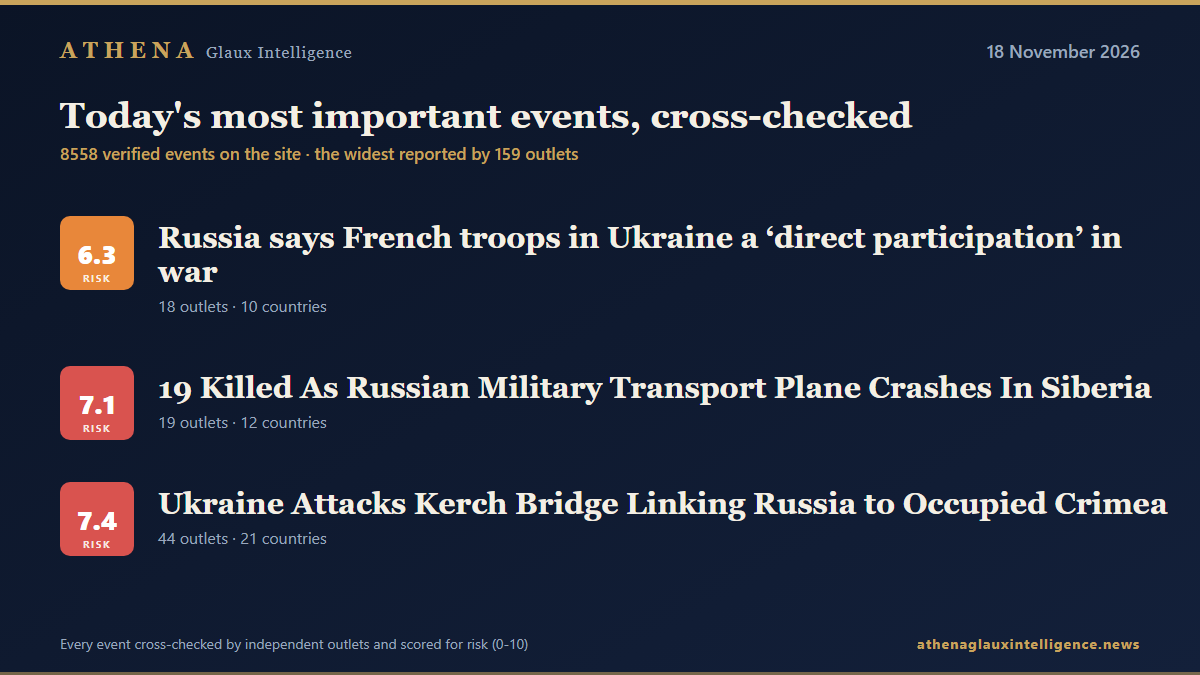 ATHENA Glaux Intelligence
18 November 2026
Today's most important events, cross-checked
8558 verified events on the site · the widest reported by 159 outlets
6.3
RISK
Russia says French troops in Ukraine a ‘direct participation’ in
war
18 outlets · 10 countries
7.1
RISK
19 Killed As Russian Military Transport Plane Crashes In Siberia
19 outlets · 12 countries
7.4
RISK
Ukraine Attacks Kerch Bridge Linking Russia to Occupied Crimea
44 outlets · 21 countries
Every event cross-checked by independent outlets and scored for risk (0-10)
athenaglauxintelligence.news